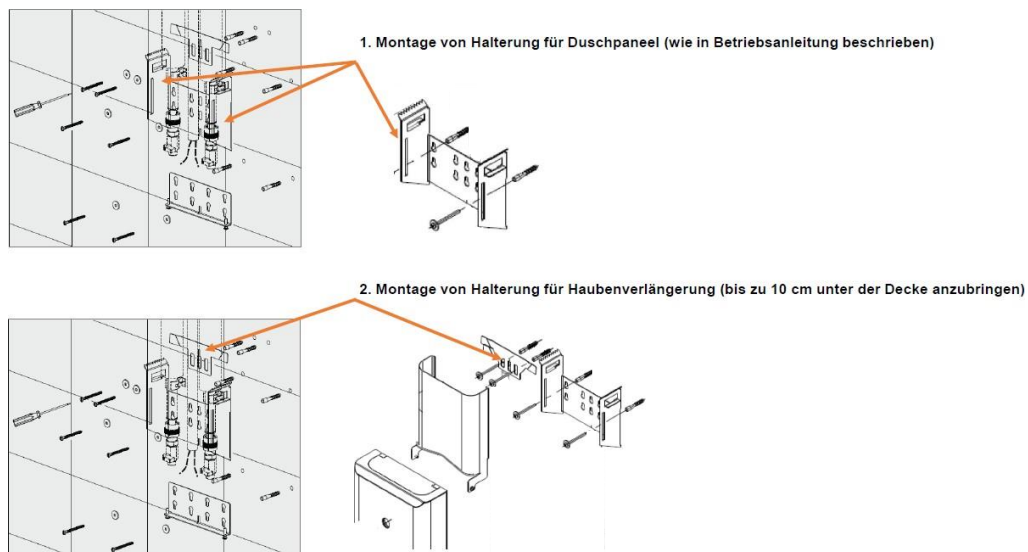 1. Montage von Halterung für Duschpaneel (wie in Betriebsanleitung beschrieben)
2. Montage von Halterung für Haubenverlängerung (bis zu 10 cm unter der Decke anzubringen)